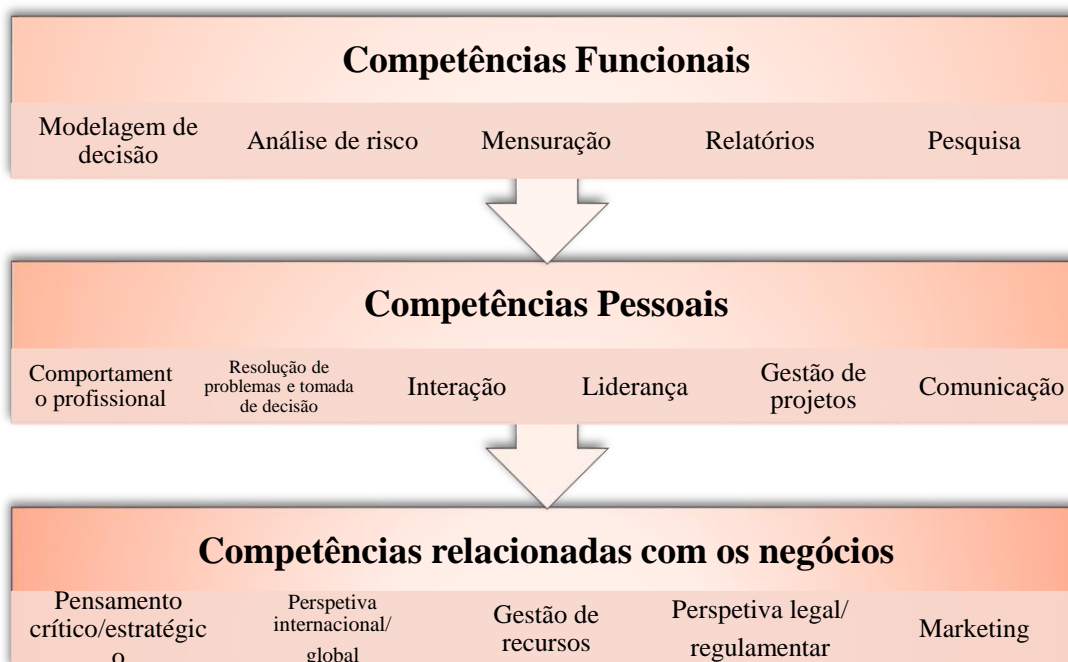 Competências Funcionais
Modelagem de
decisão
Análise de risco
Mensuração
Relatórios
Pesquisa
Competências Pessoais
Comportament
o profissional
Resolução de
problemas e tomada
de decisão
Interação
Liderança
Gestão de
projetos
Comunicação
Competências relacionadas com os negócios
Pensamento
crítico/estratégic
o
Perspetiva
internacional/
global
Gestão de
recursos
Perspetiva legal/
regulamentar
Marketing